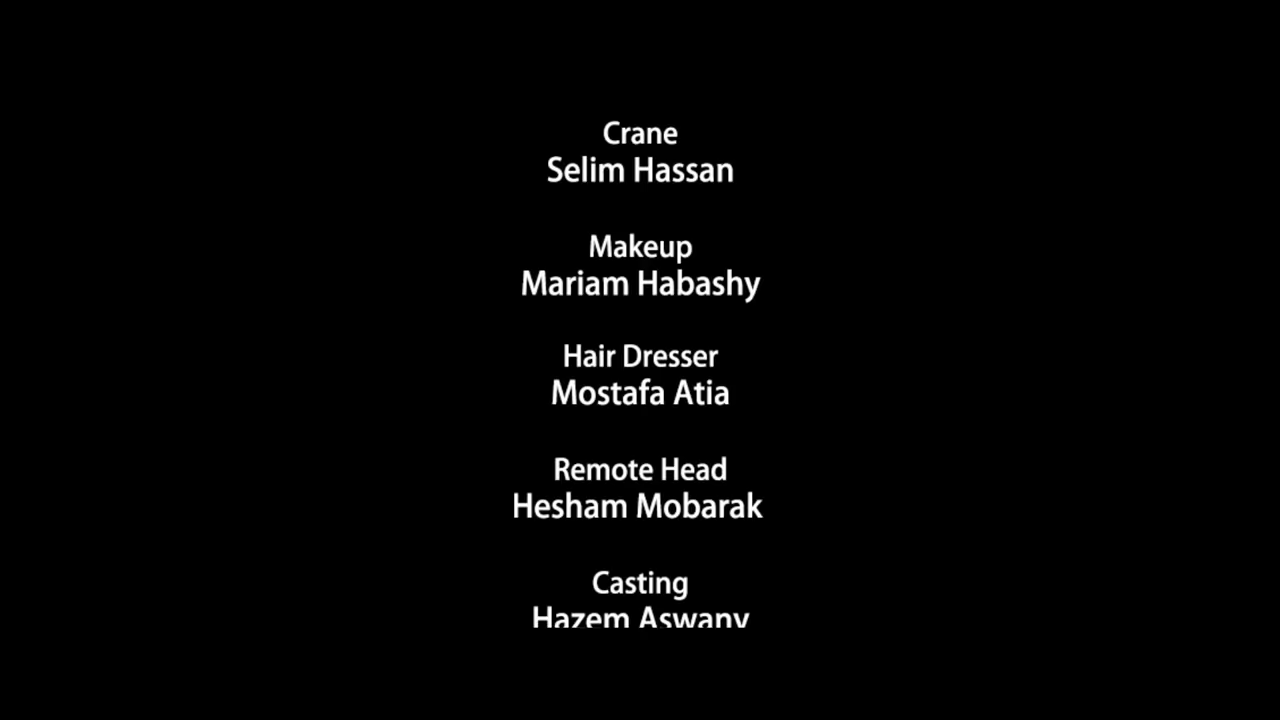 Crane
Selim Hassan
Makeup
Mariam Habashy
Hair Dresser
Mostafa Atia
Remote Head
Hesham Mobarak
Casting
Hazem Aswany